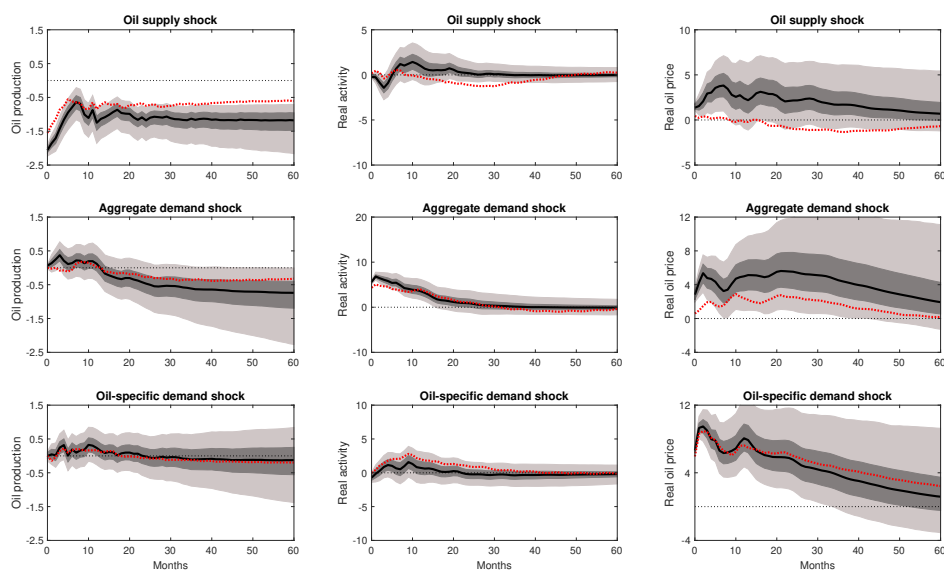 Oil supply shock
Oil production
1.5
0.5
-0.5
-1.5
-2.5
0 10 20 30 40 50 60
Oil supply shock
Real activity
5
0
-5
-10
0 10 20 30 40 50 60
Oil supply shock
Real oil price
10
5
0
-5
0 10 20 30 40 50 60
Aggregate demand shock
Oil production
1.5
0.5
-0.5
-1.5
-2.5
0 10 20 30 40 50 60
Aggregate demand shock
Real activity
20
10
0
-10
0 10 20 30 40 50 60
Aggregate demand shock
Real oil price
12
8
4
0
-4
0 10 20 30 40 50 60
Oil-specific demand shock
Oil production
1.5
0.5
-0.5
-1.5
-2.5
0 10 20 30 40 50 60
Months
Oil-specific demand shock
Real activity
10
5
0
-5
-10
0 10 20 30 40 50 60
Months
Oil-specific demand shock
Real oil price
12
4
-4
0 10 20 30 40 50 60
Months